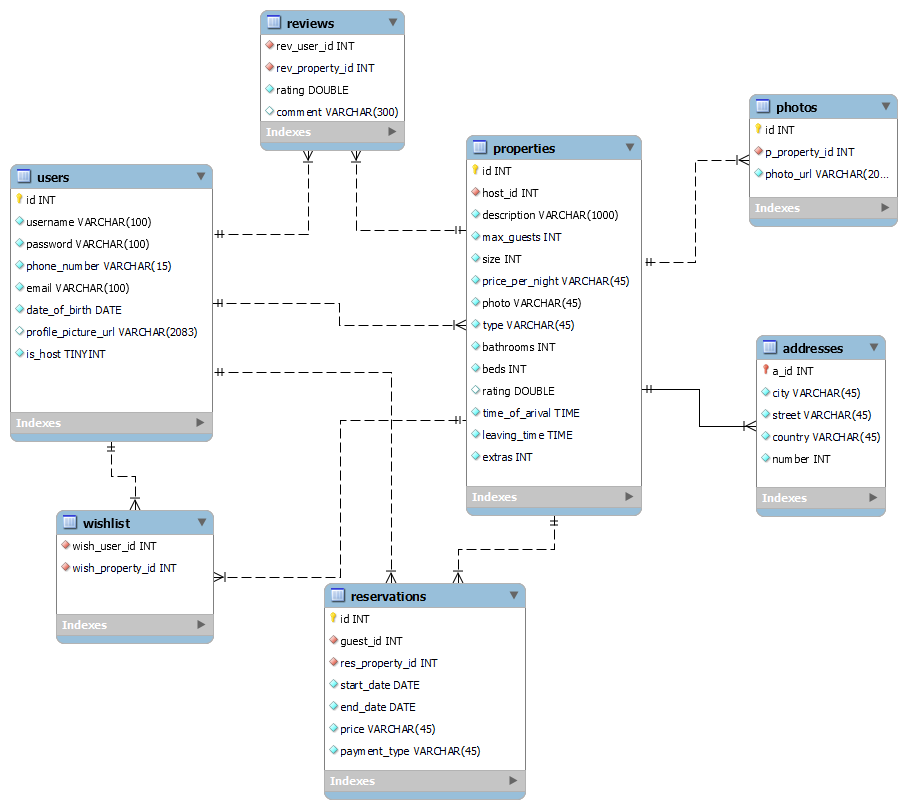 reviews
rev_user_id INT
rev_property_id INT
rating DOUBLE
comment VARCHAR(300)
Indexes
users
id INT
username VARCHAR(100)
password VARCHAR(100)
phone_number VARCHAR(15)
email VARCHAR(100)
date_of_birth DATE
profile_picture_url VARCHAR(2083)
is_host TINYINT
Indexes
properties
id INT
host_id INT
description VARCHAR(1000)
max_guests INT
size INT
price_per_night VARCHAR(45)
photo VARCHAR(45)
type VARCHAR(45)
bathrooms INT
beds INT
rating DOUBLE
time_of_arival TIME
leaving_time TIME
extras INT
Indexes
photos
id INT
p_property_id INT
photo_url VARCHAR(20...
Indexes
addresses
a_id INT
city VARCHAR(45)
street VARCHAR(45)
country VARCHAR(45)
number INT
Indexes
wishlist
wish_user_id INT
wish_property_id INT
Indexes
reservations
id INT
guest_id INT
res_property_id INT
start_date DATE
end_date DATE
price VARCHAR(45)
payment_type VARCHAR(45)
Indexes